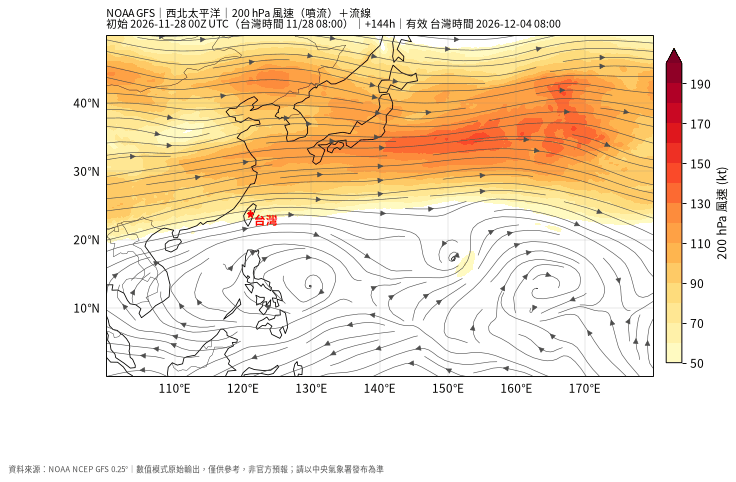 NOAA GFS｜西北太平洋｜200 hPa 風速（噴流）＋流線
初始 2026-11-28 00Z UTC（台灣時間 11/28 08:00）｜+144h｜有效 台灣時間 2026-12-04 08:00
40°N
30°N
20°N
10°N
台灣
110°E 120°E 130°E 140°E 150°E 160°E 170°E
190
170
150
130
110
90
70
50
200 hPa 風速 (kt)
資料來源：NOAA NCEP GFS 0.25°｜數值模式原始輸出，僅供參考，非官方預報；請以中央氣象署發布為準